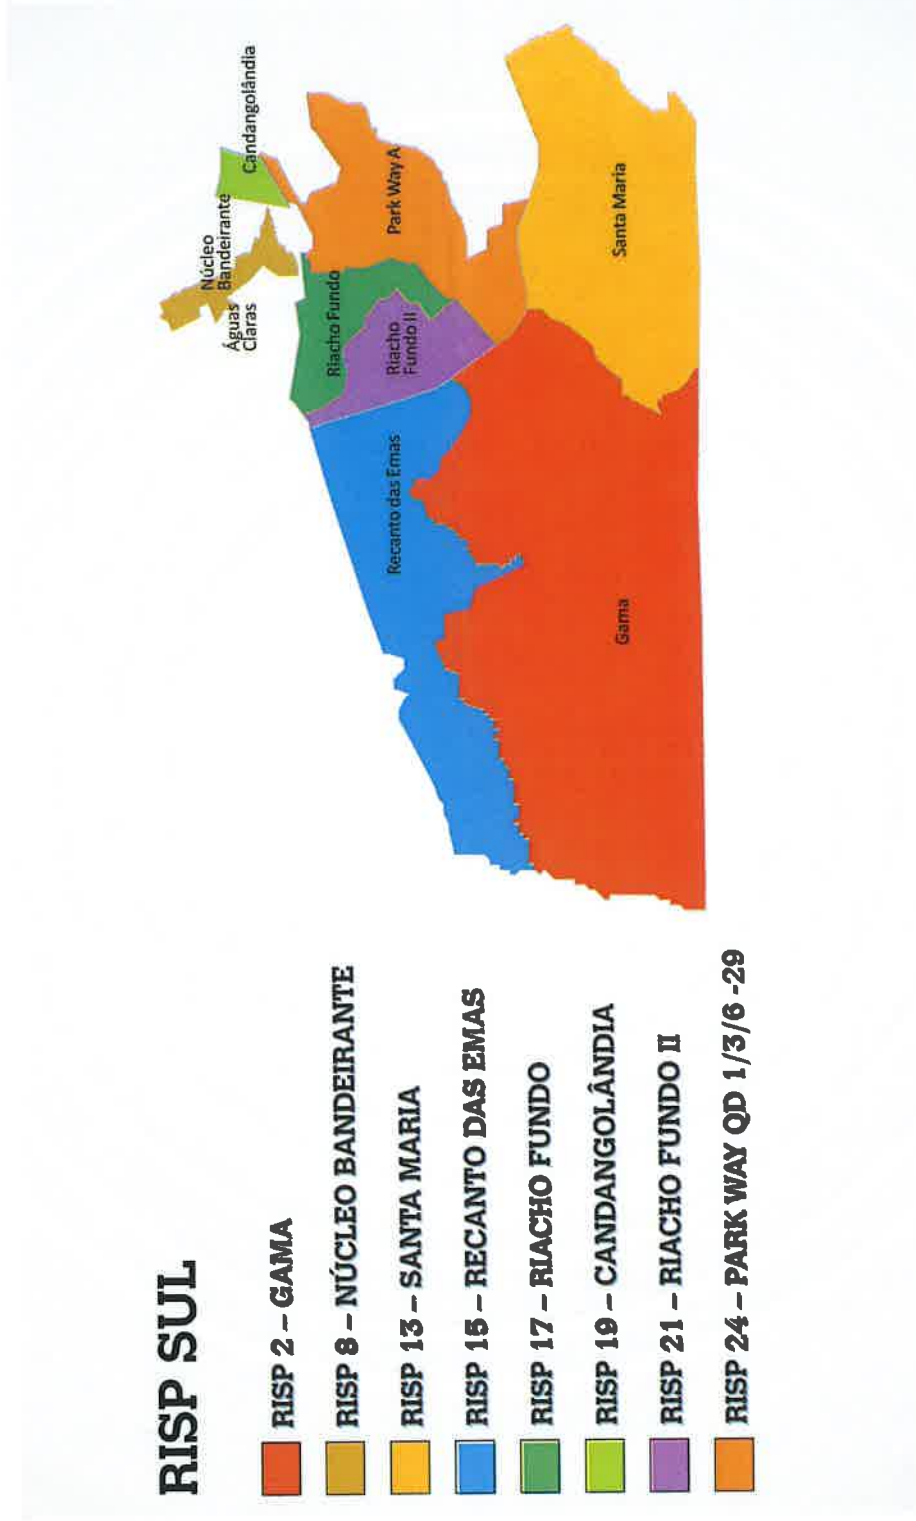 RISP SUL
RISP 2 – GAMA
RISP 8 – NÚCLEO BANDEIRANTE
RISP 13 – SANTA MARIA
RISP 15 – RECANTO DAS EMAS
RISP 17 – RIACHO FUNDO
RISP 19 – CANDANGOLÂNDIA
RISP 21 – RIACHO FUNDO II
RISP 24 – PARK WAY QD 1/3/6 -29
Águas
Claras
Núcleo
Bandeirante
Candangolândia
Riacho Fundo
Riacho
Fundo II
Park Way A
Recanto das Emas
Gama
Santa Maria